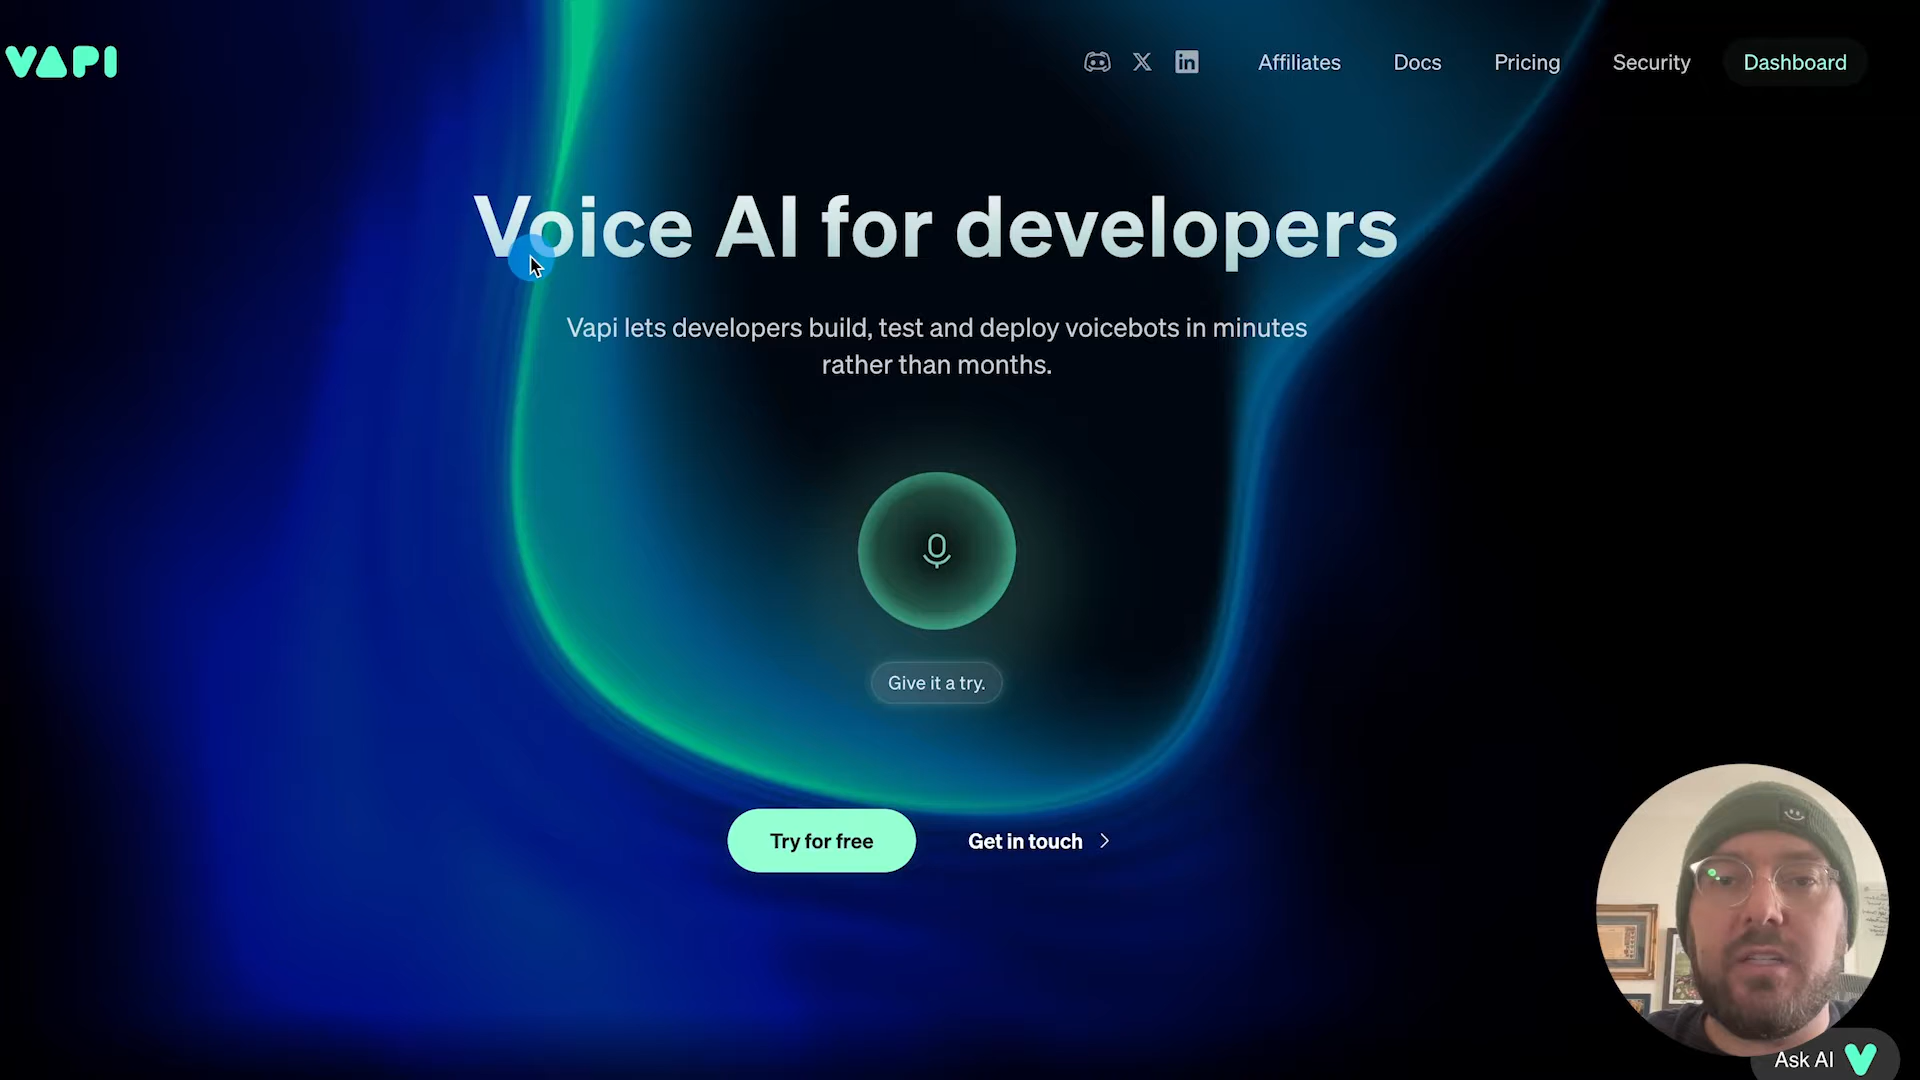 VAPI
Affiliates
Docs
Pricing
Security
Dashboard
Voice AI for developers
Vapi lets developers build, test and deploy voicebots in minutes
rather than months.
Give it a try.
Try for free
Get in touch
Ask AI